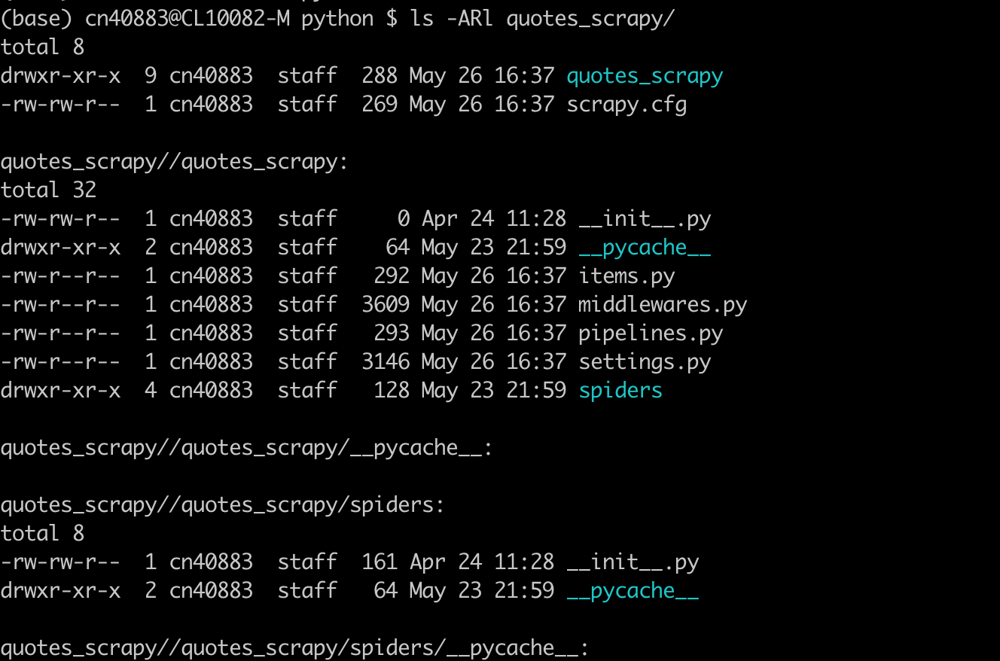 (base) cn40883@CL10082-M python $ ls -ARl quotes_scrapy/
total 8
drwxr-xr-x  9 cn40883  staff  288 May 26 16:37 quotes_scrapy
-rw-rw-r--  1 cn40883  staff  269 May 26 16:37 scrapy.cfg

quotes_scrapy//quotes_scrapy:
total 32
-rw-rw-r--  1 cn40883  staff     0 Apr 24 11:28 __init__.py
drwxr-xr-x  2 cn40883  staff    64 May 23 21:59 __pycache__
-rw-r--r--  1 cn40883  staff   292 May 26 16:37 items.py
-rw-r--r--  1 cn40883  staff  3609 May 26 16:37 middlewares.py
-rw-r--r--  1 cn40883  staff   293 May 26 16:37 pipelines.py
-rw-r--r--  1 cn40883  staff  3146 May 26 16:37 settings.py
drwxr-xr-x  4 cn40883  staff   128 May 23 21:59 spiders

quotes_scrapy//quotes_scrapy/__pycache__:

quotes_scrapy//quotes_scrapy/spiders:
total 8
-rw-rw-r--  1 cn40883  staff  161 Apr 24 11:28 __init__.py
drwxr-xr-x  2 cn40883  staff   64 May 23 21:59 __pycache__

quotes_scrapy//quotes_scrapy/spiders/__pycache__: